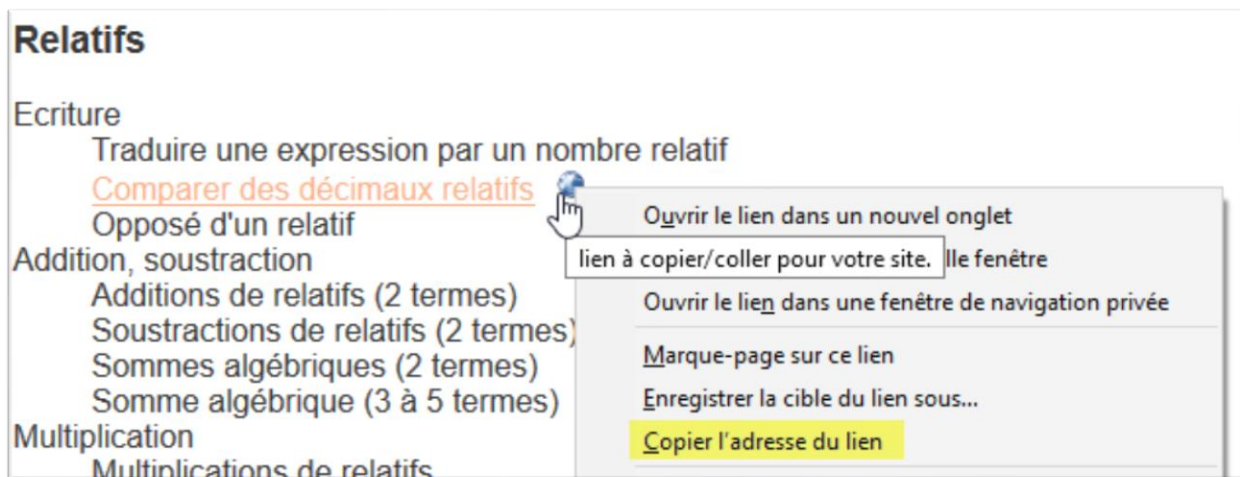 Relatifs
Ecriture
Traduire une expression par un nombre relatif
Comparer des décimaux relatifs
Opposé d'un relatif
Addition, soustraction
Additions de relatifs (2 termes)
Soustractions de relatifs (2 termes)
Sommes algébriques (2 termes)
Somme algébrique (3 à 5 termes)
Multiplication
Multiplications de relatifs
Ouvrir le lien dans un nouvel onglet
lien à copier/coller pour votre site.
fenêtre
Ouvrir le lien dans une fenêtre de navigation privée
Marque-page sur ce lien
Enregistrer la cible du lien sous...
Copier l'adresse du lien